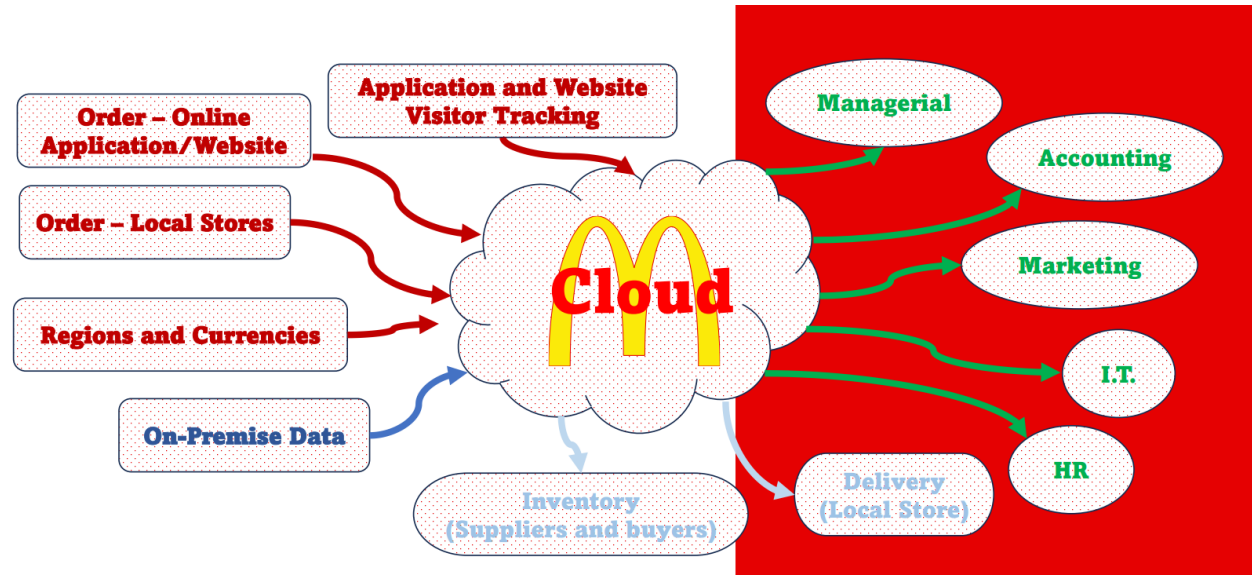 Application and Website
Visitor Tracking
Order – Online
Application/Website
Order – Local Stores
Regions and Currencies
On-Premise Data
Cloud
Managerial
Accounting
Marketing
I.T.
HR
Inventory
(Suppliers and buyers)
Delivery
(Local Store)